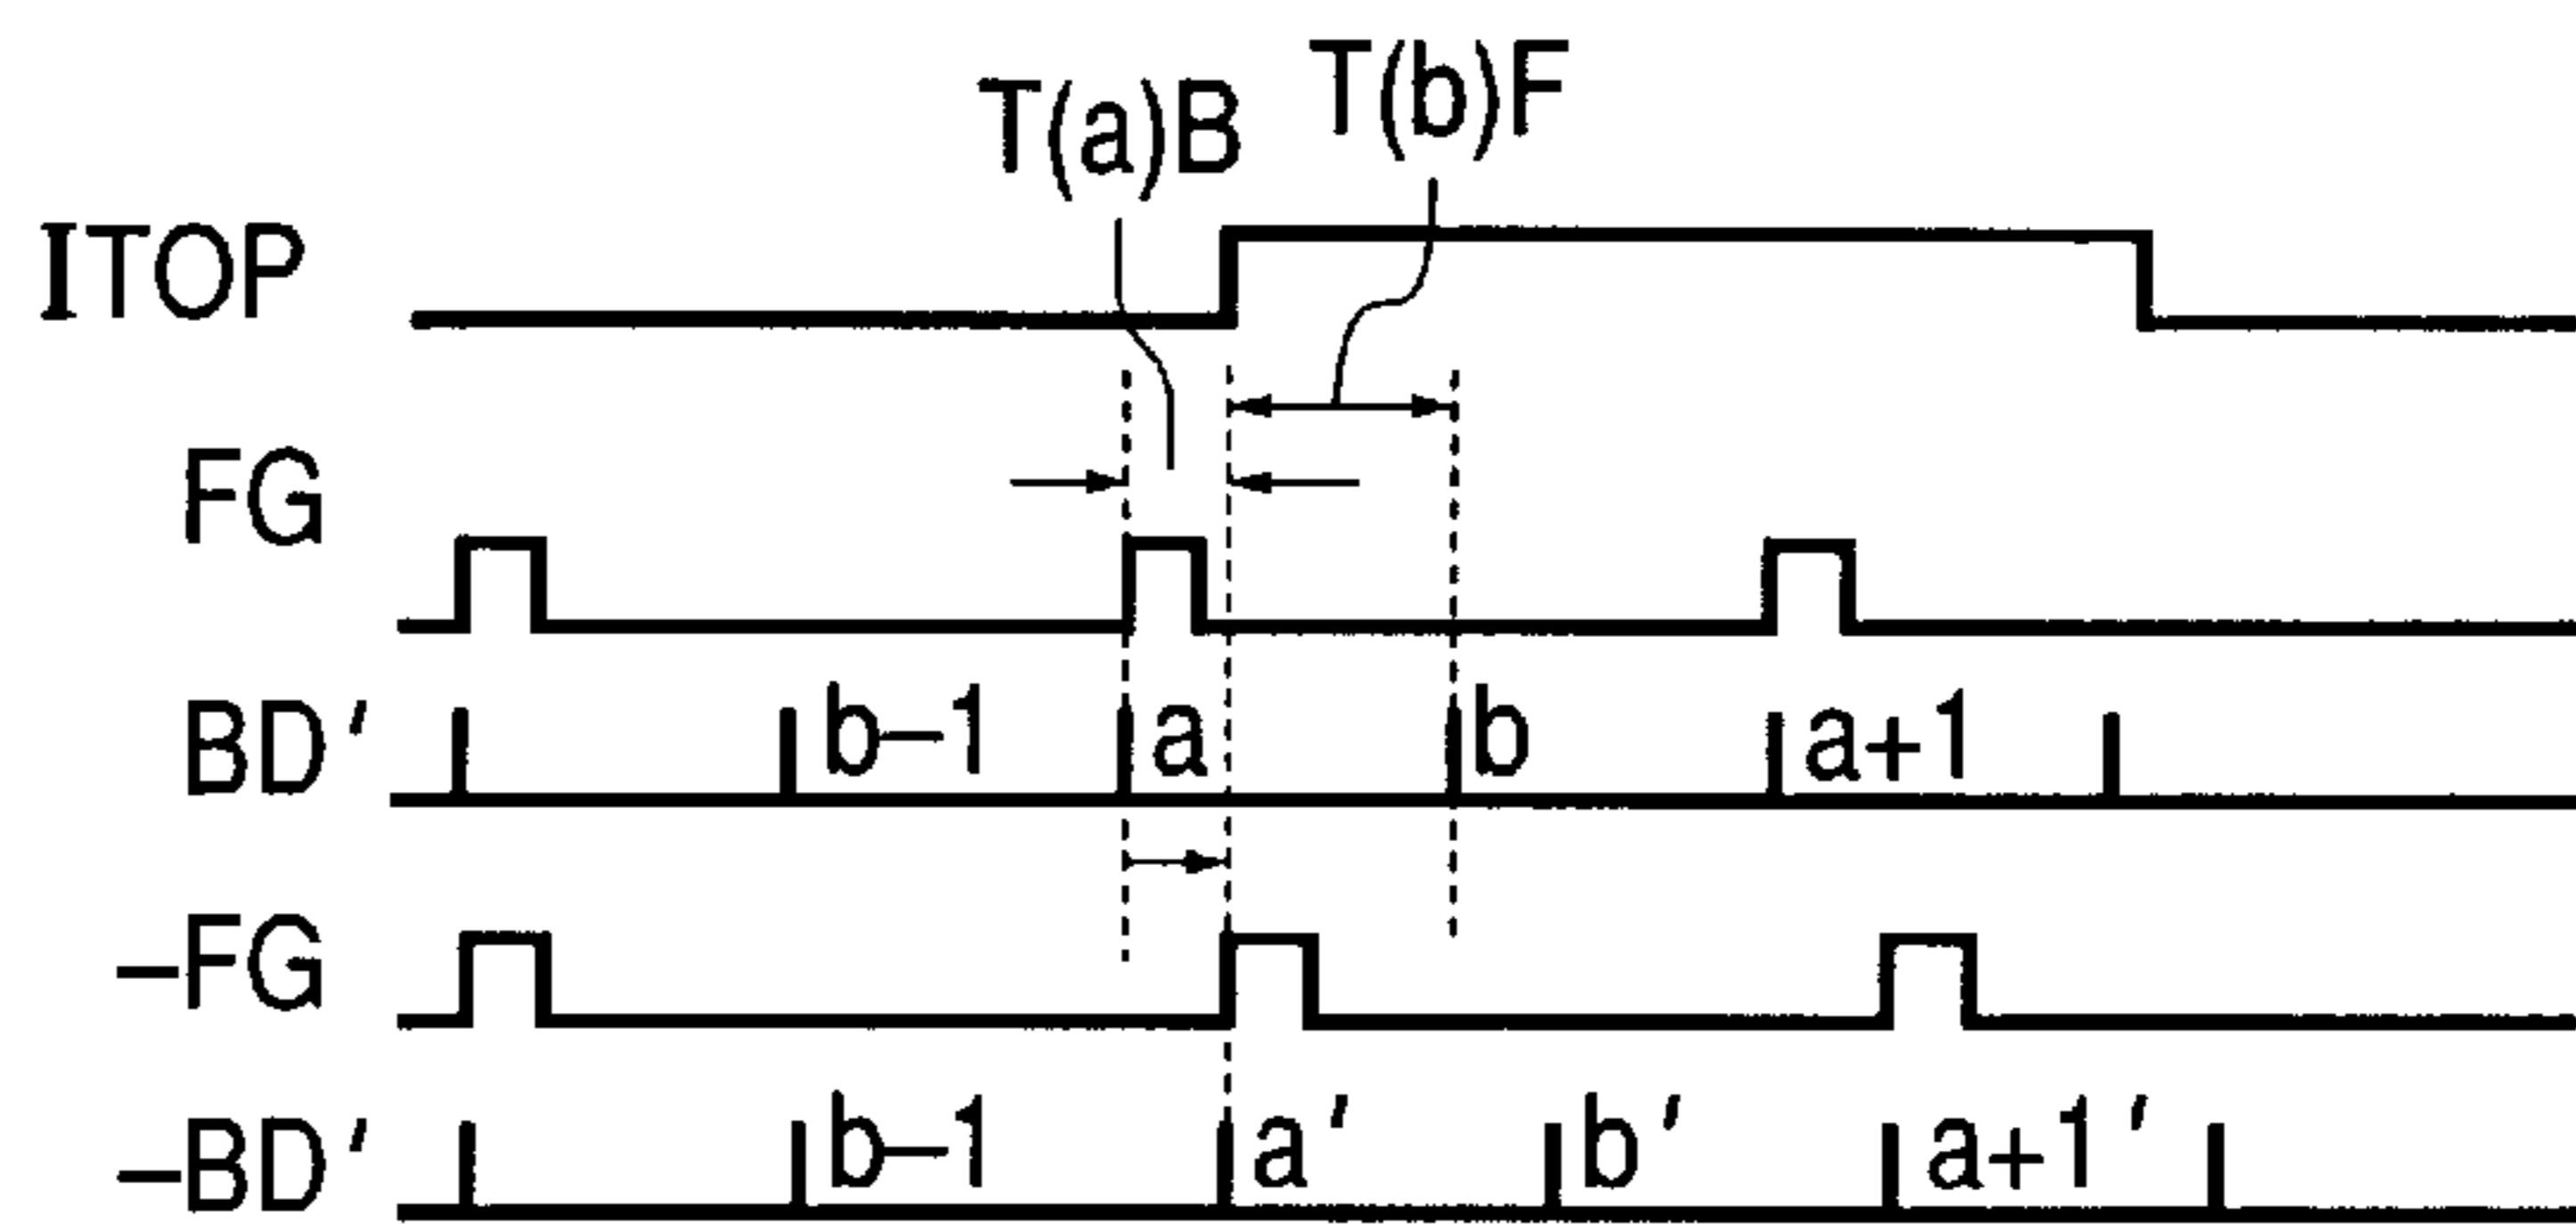 T(a)B T(b)F
ITOP
FG
BD′ b−1 a b a+1
−FG
−BD′ b−1 a′ b′ a+1′